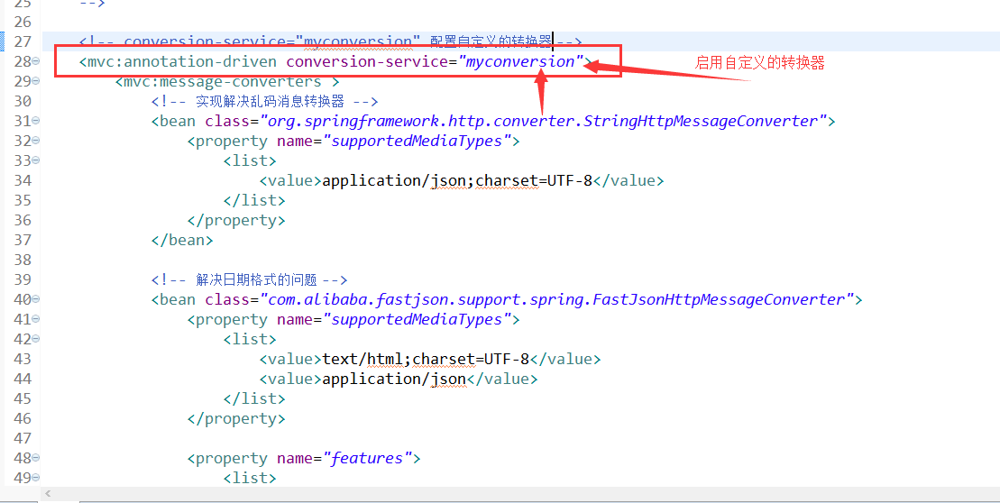 25 -->
26
27 <!-- conversion-service="myconversion" 配置自定义的转换器 -->
28 <mvc:annotation-driven conversion-service="myconversion"> 启用自定义的转换器
29 <mvc:message-converters >
30 <!-- 实现解决乱码消息转换器 -->
31 <bean class="org.springframework.http.converter.StringHttpMessageConverter">
32 <property name="supportedMediaTypes">
33 <list>
34 <value>application/json;charset=UTF-8</value>
35 </list>
36 </property>
37 </bean>
38
39 <!-- 解决日期格式的问题 -->
40 <bean class="com.alibaba.fastjson.support.spring.FastJsonHttpMessageConverter">
41 <property name="supportedMediaTypes">
42 <list>
43 <value>text/html;charset=UTF-8</value>
44 <value>application/json</value>
45 </list>
46 </property>
47
48 <property name="features">
49 <list>